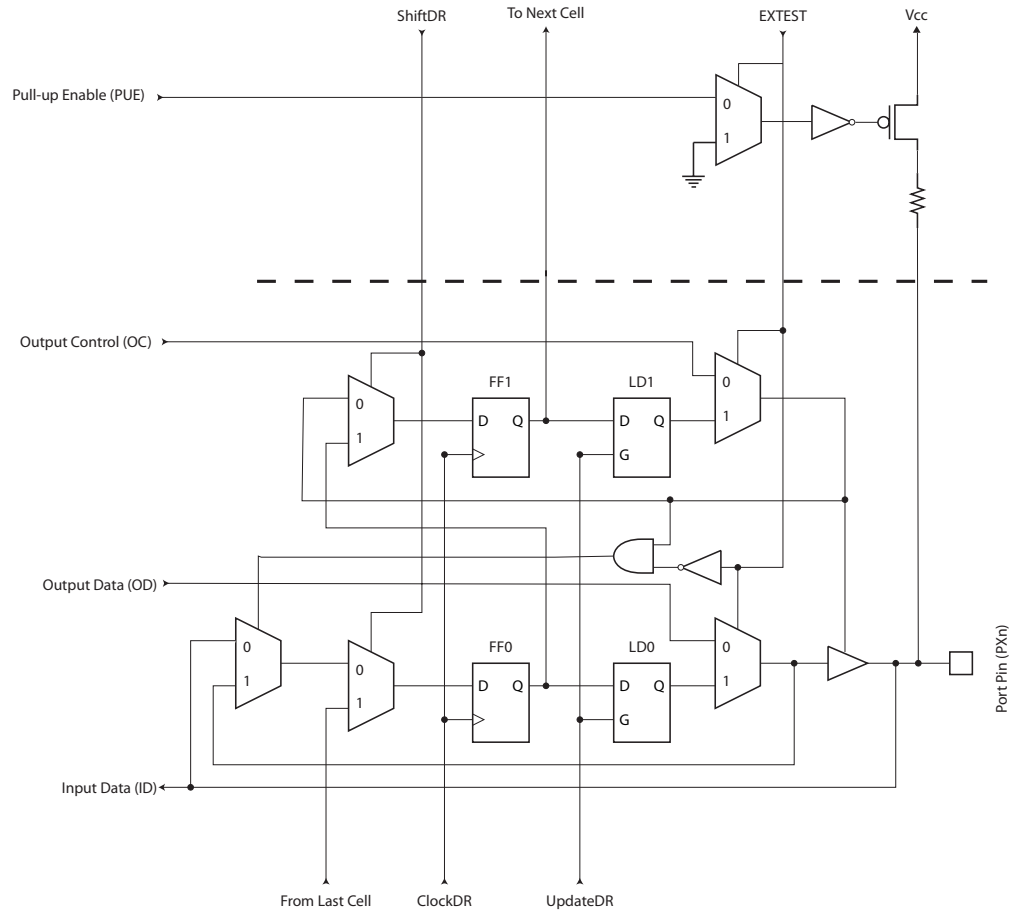 ShiftDR
To Next Cell
EXTEST
Vcc
Pull-up Enable (PUE)
0
1
Output Control (OC)
FF1
LD1
0
0
D
Q
D
Q
1
1
G
Output Data (OD)
FF0
LD0
0
0
0
D
Q
D
Q
1
1
1
G
Port Pin (PXn)
Input Data (ID)
From Last Cell
ClockDR
UpdateDR